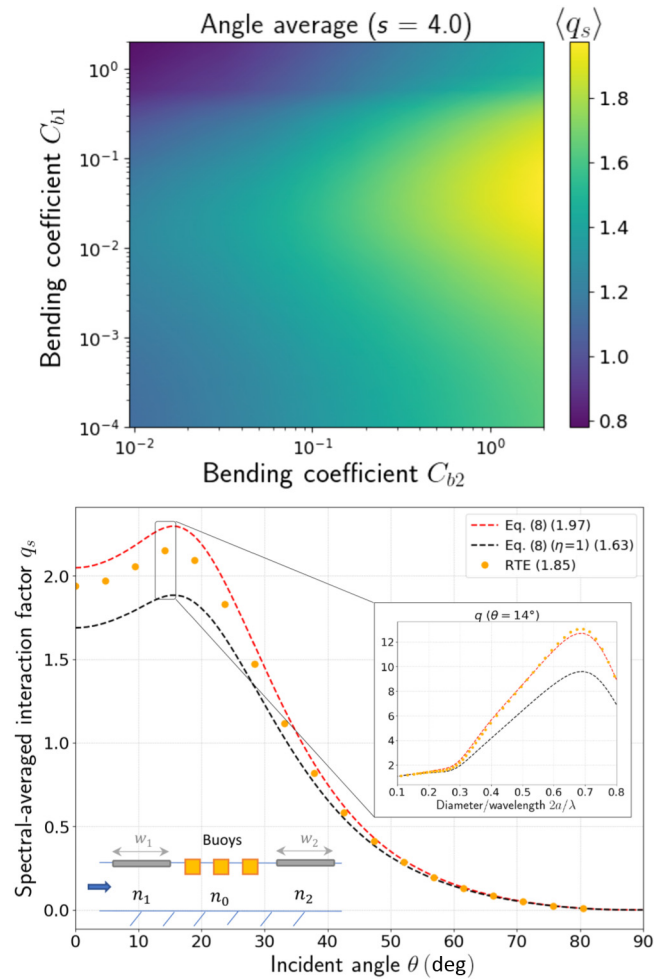 Angle average (s = 4.0)
⟨q_s⟩
Bending coefficient C_{b1}
10^0
10^{-1}
10^{-2}
10^{-3}
10^{-4}
10^{-2}
10^{-1}
10^0
Bending coefficient C_{b2}
1.8
1.6
1.4
1.2
1.0
0.8
Spectral-averaged interaction factor q_s
2.0
1.5
1.0
0.5
0.0
Eq. (8) (1.97)
Eq. (8) (η=1) (1.63)
RTE (1.85)
q (θ = 14°)
12
10
8
6
4
2
0.1 0.2 0.3 0.4 0.5 0.6 0.7 0.8
Diameter/wavelength 2a/λ
w_1 Buoys w_2
n_1 n_0 n_2
0 10 20 30 40 50 60 70 80 90
Incident angle θ (deg)